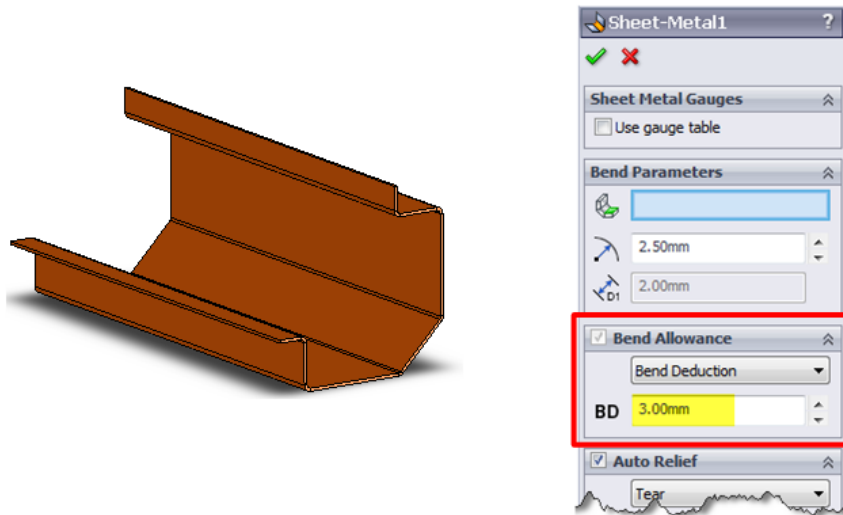 Sheet-Metal1 ?
Sheet Metal Gauges
Use gauge table
Bend Parameters
2.50mm
D1 2.00mm
Bend Allowance
Bend Deduction
BD 3.00mm
Auto Relief
Tear